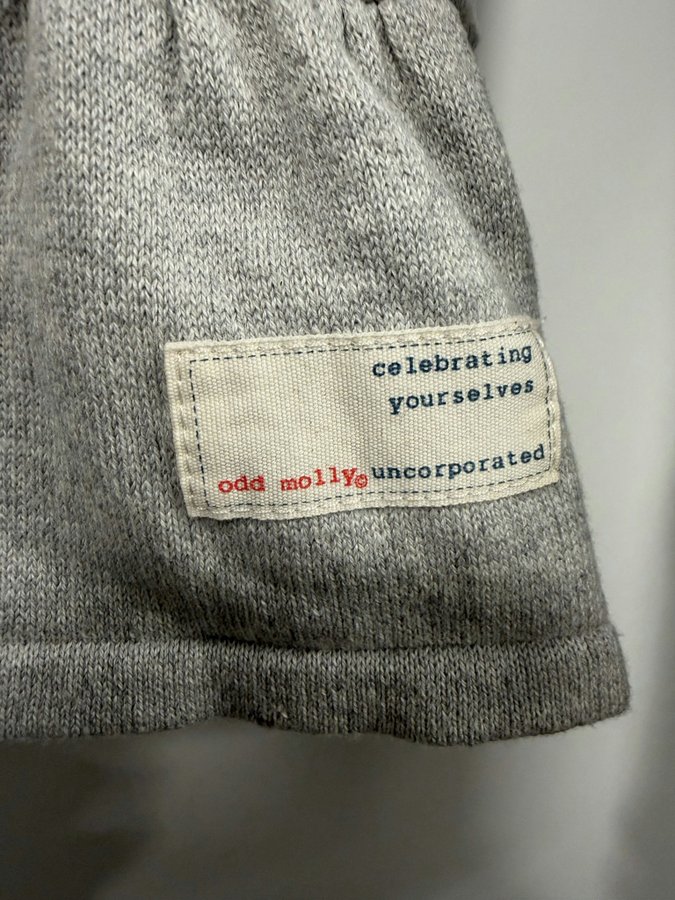 celebrating
yourselves
odd molly© uncorporated